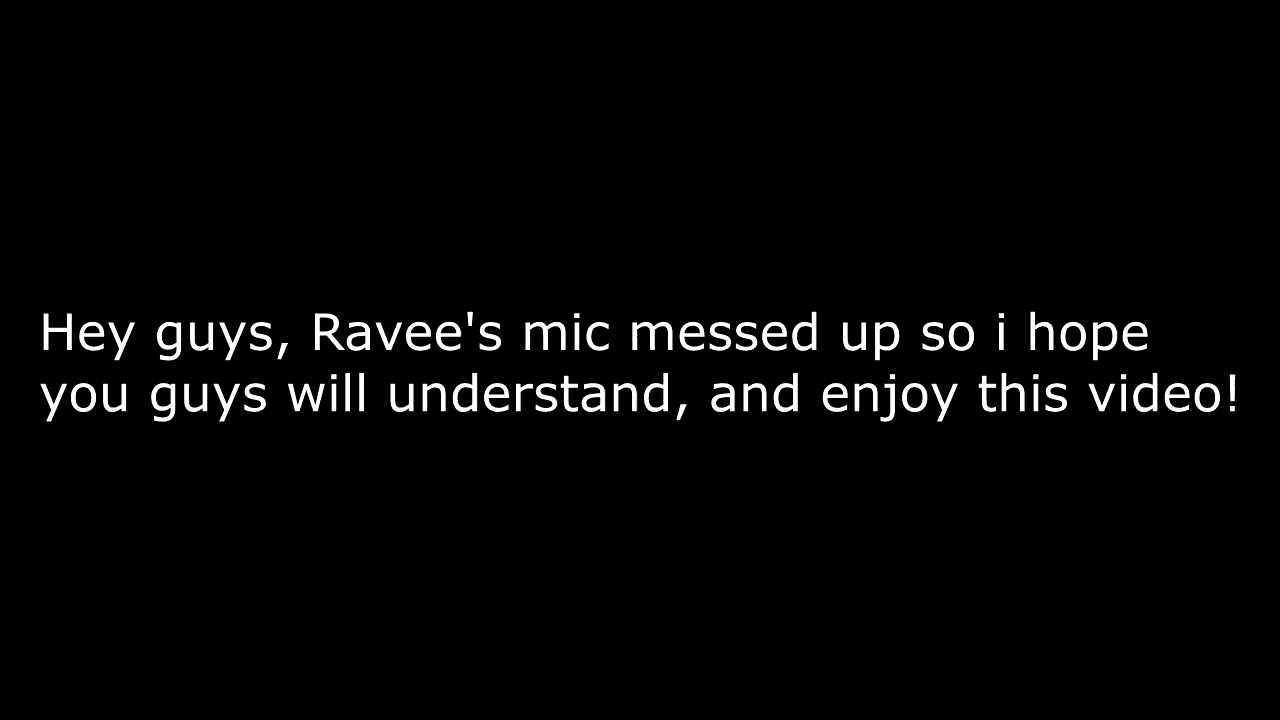 Hey guys, Ravee's mic messed up so i hope
you guys will understand, and enjoy this video!